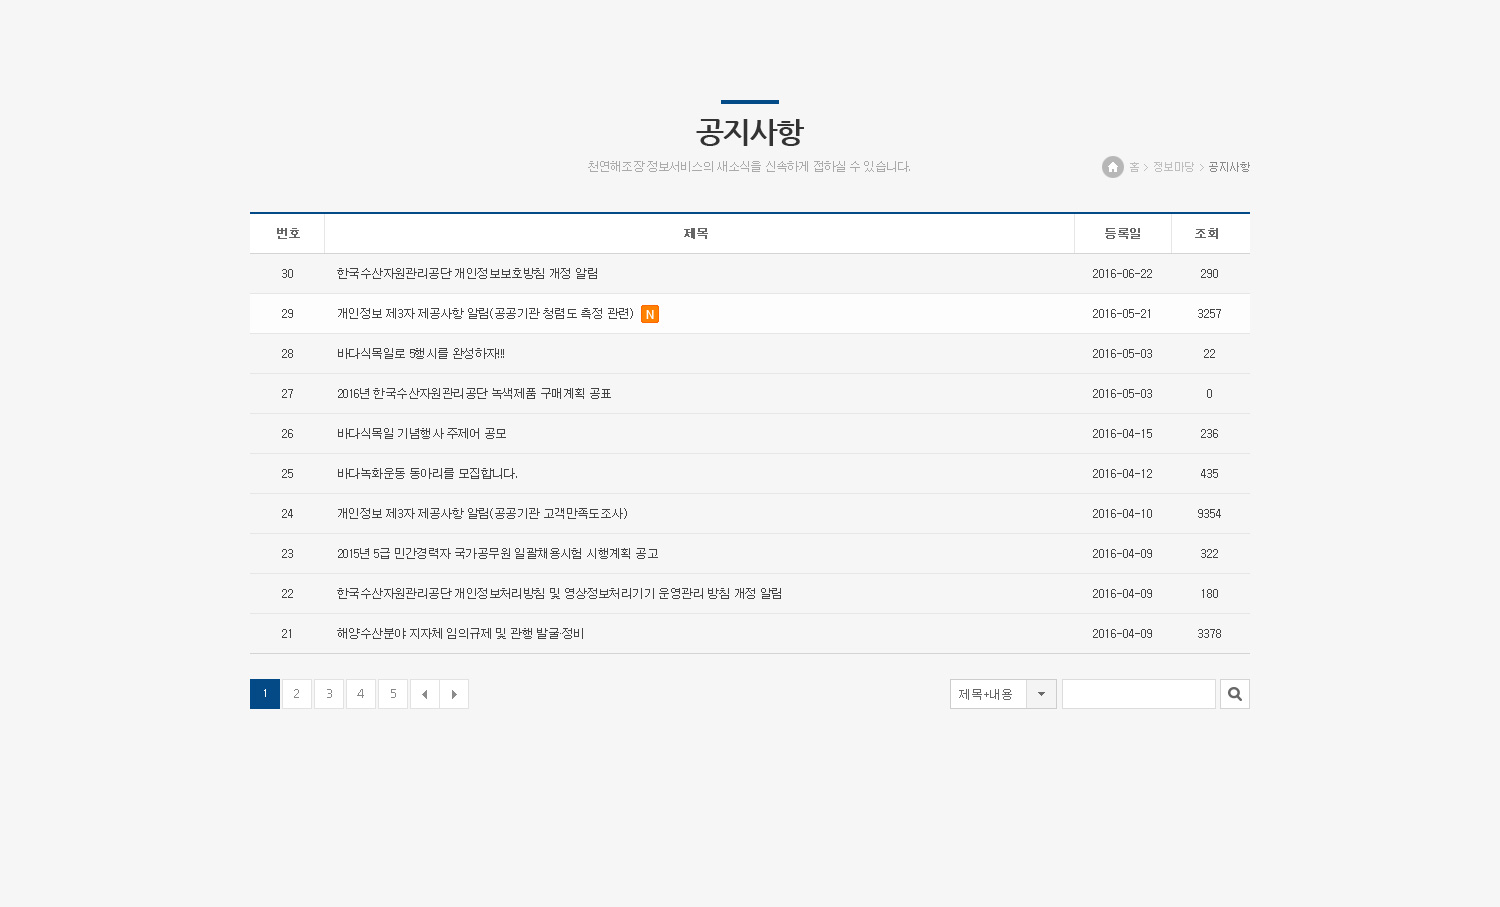 공지사항
천연해조장 정보서비스의 새소식을 신속하게 접하실 수 있습니다.
홈 > 정보마당 > 공지사항
번호 제목 등록일 조회
30 한국수산자원관리공단 개인정보보호방침 개정 알림 2016-06-22 290
29 개인정보 제3자 제공사항 알림(공공기관 청렴도 측정 관련) N 2016-05-21 3257
28 바다식목일로 5행시를 완성하자!!! 2016-05-03 22
27 2016년 한국수산자원관리공단 녹색제품 구매계획 공표 2016-05-03 0
26 바다식목일 기념행사 주제어 공모 2016-04-15 236
25 바다녹화운동 동아리를 모집합니다. 2016-04-12 435
24 개인정보 제3자 제공사항 알림(공공기관 고객만족도조사) 2016-04-10 9354
23 2015년 5급 민간경력자 국가공무원 일괄채용시험 시행계획 공고 2016-04-09 322
22 한국수산자원관리공단 개인정보처리방침 및 영상정보처리기기 운영관리 방침 개정 알림 2016-04-09 180
21 해양수산분야 지자체 임의규제 및 관행 발굴·정비 2016-04-09 3378
1 2 3 4 5 제목+내용